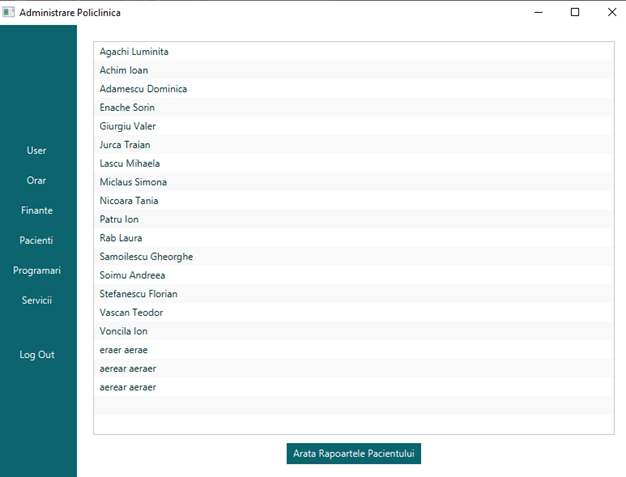 Administrare Policlinica
User
Orar
Finante
Pacienti
Programari
Servicii
Log Out
Agachi Luminita
Achim Ioan
Adamescu Dominica
Enache Sorin
Giurgiu Valer
Jurca Traian
Lascu Mihaela
Miclaus Simona
Nicoara Tania
Patru Ion
Rab Laura
Samoilescu Gheorghe
Soimu Andreea
Stefanescu Florian
Vascan Teodor
Voncila Ion
eraer aerae
aerear aeraer
aerear aeraer
Arata Rapoartele Pacientului